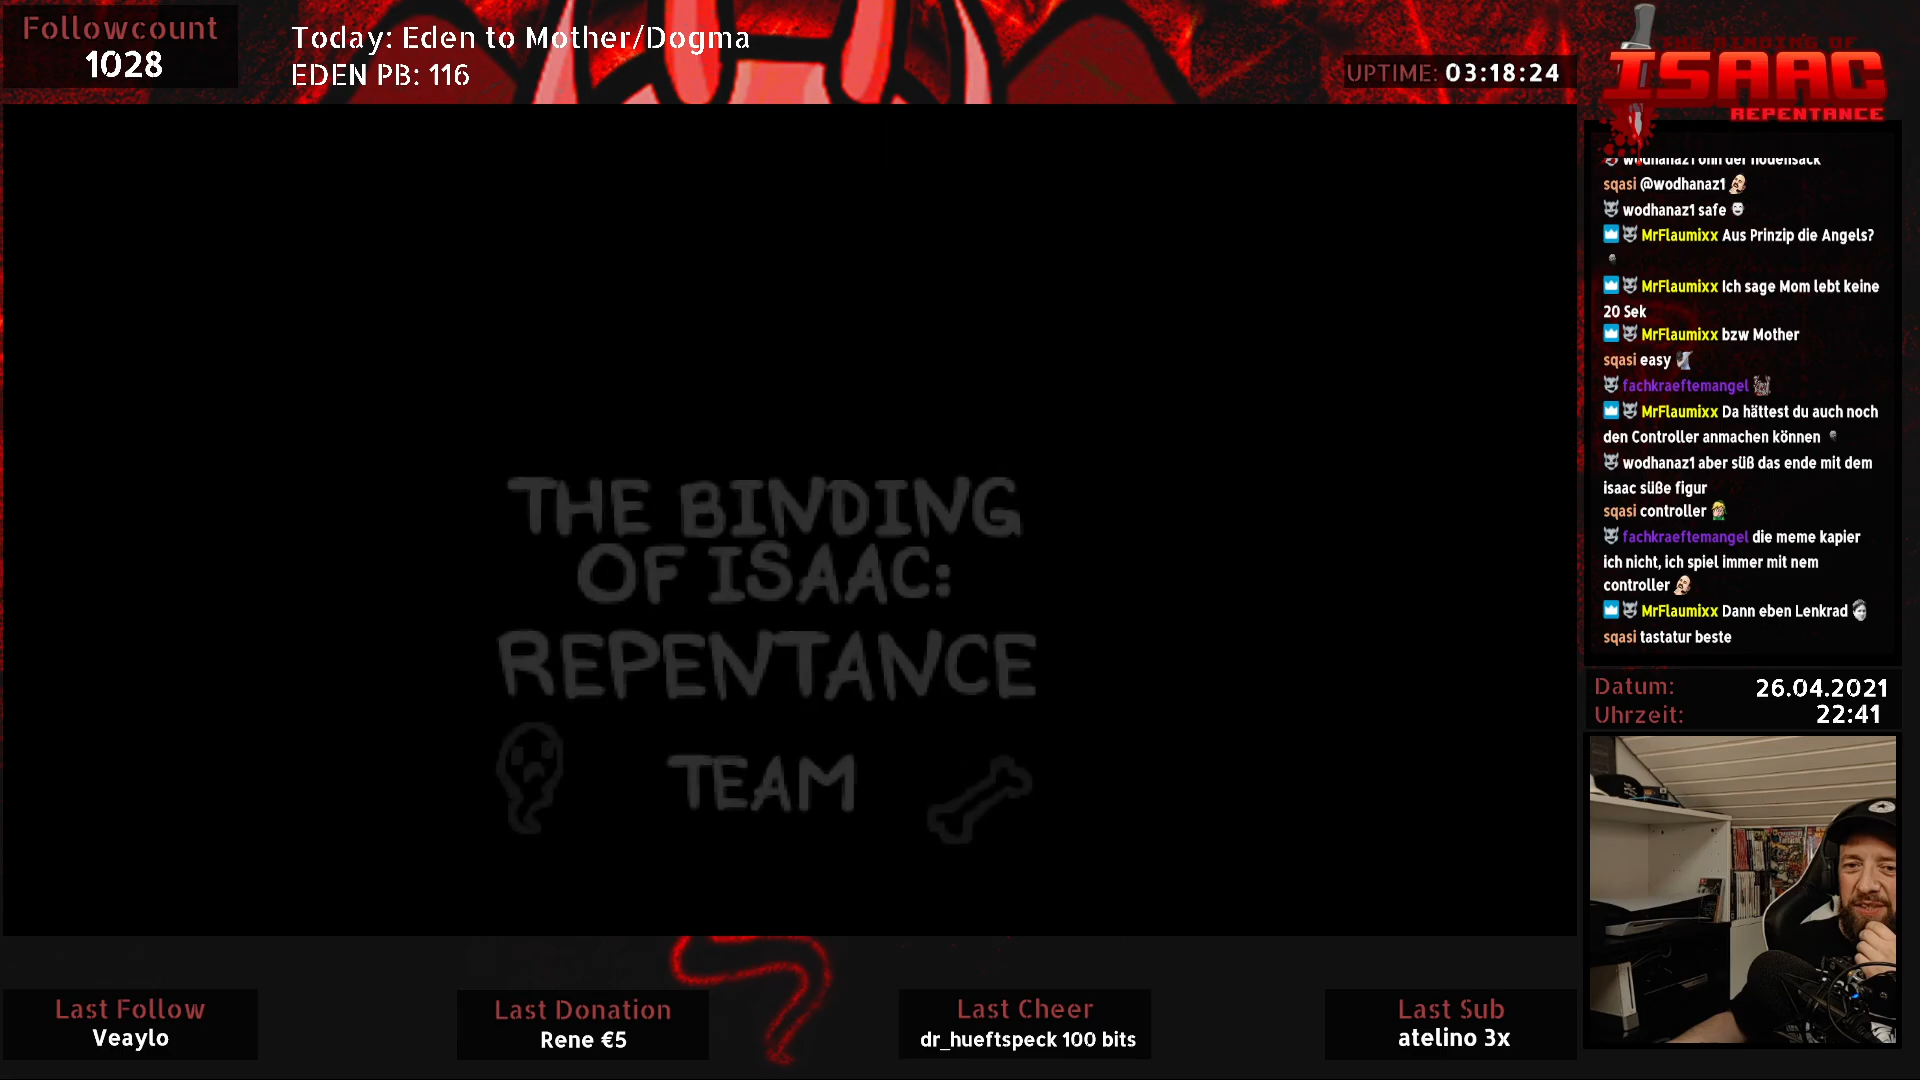 Followcount
1028
Today: Eden to Mother/Dogma
EDEN PB: 116
UPTIME: 03:18:24
THE BINDING OF
ISAAC
REPENTANCE
sqasi @wodhanaz1
wodhanaz1 safe
MrFlaumixx Aus Prinzip die Angels?
MrFlaumixx Ich sage Mom lebt keine
20 Sek
MrFlaumixx bzw Mother
sqasi easy
fachkraeftemangel
MrFlaumixx Da hättest du auch noch
den Controller anmachen können
wodhanaz1 aber süß das ende mit dem
isaac süße figur
sqasi controller
fachkraeftemangel die meme kapier
ich nicht, ich spiel immer mit nem
controller
MrFlaumixx Dann eben Lenkrad
sqasi tastatur beste
THE BINDING
OF ISAAC:
REPENTANCE
TEAM
Datum: 26.04.2021
Uhrzeit: 22:41
Last Follow
Veaylo
Last Donation
Rene €5
Last Cheer
dr_hueftspeck 100 bits
Last Sub
atelino 3x